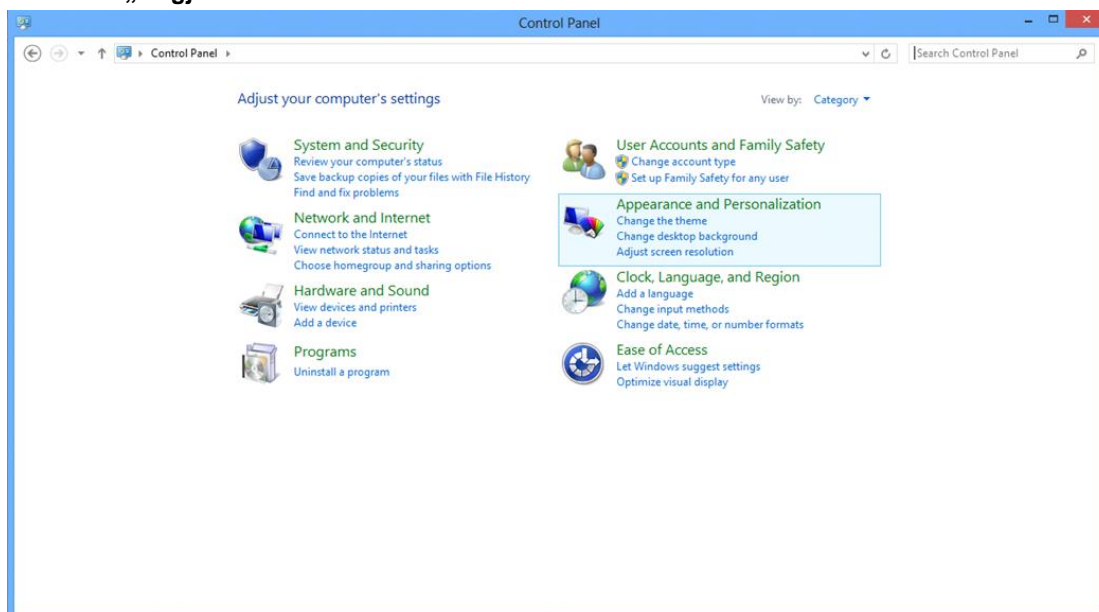 Control Panel
Control Panel
Search Control Panel
Adjust your computer's settings
View by: Category
System and Security
Review your computer's status
Save backup copies of your files with File History
Find and fix problems
Network and Internet
Connect to the Internet
View network status and tasks
Choose homegroup and sharing options
Hardware and Sound
View devices and printers
Add a device
Programs
Uninstall a program
User Accounts and Family Safety
Change account type
Set up Family Safety for any user
Appearance and Personalization
Change the theme
Change desktop background
Adjust screen resolution
Clock, Language, and Region
Add a language
Change input methods
Change date, time, or number formats
Ease of Access
Let Windows suggest settings
Optimize visual display